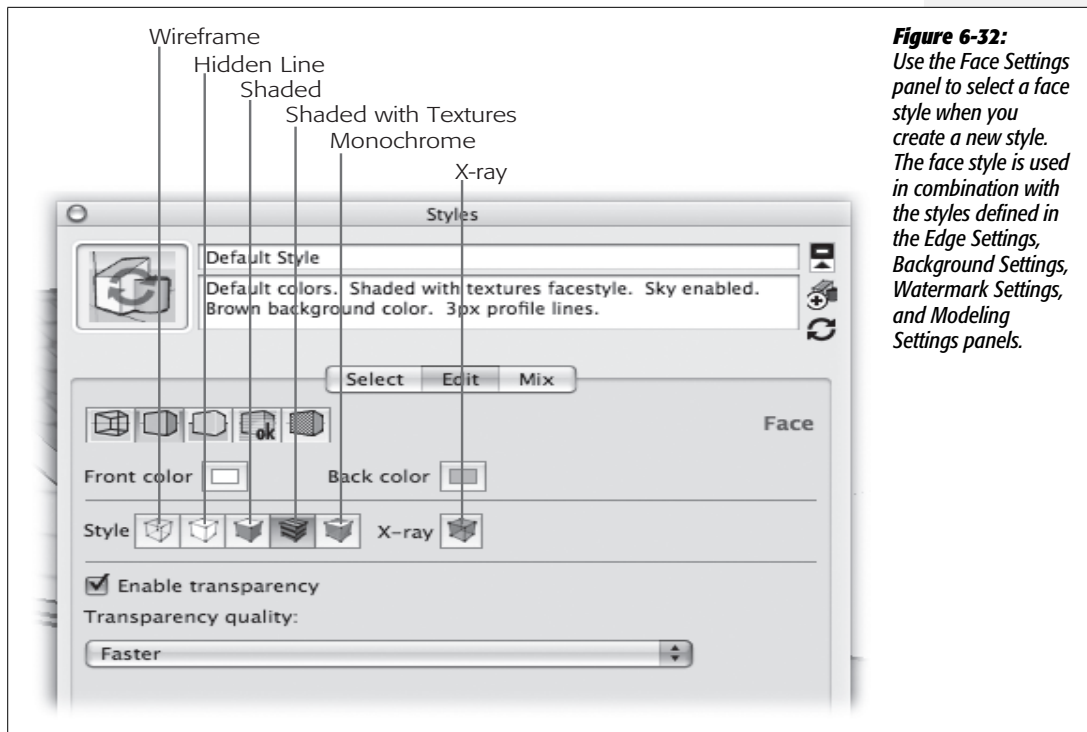 Wireframe
Hidden Line
Shaded
Shaded with Textures
Monochrome
X-ray
Styles
Default Style
Default colors. Shaded with textures facestyle. Sky enabled.
Brown background color. 3px profile lines.
Select Edit Mix
ok
Face
Front color Back color
Style X-ray
Enable transparency
Transparency quality:
Faster
Figure 6-32:
Use the Face Settings
panel to select a face
style when you
create a new style.
The face style is used
in combination with
the styles defined in
the Edge Settings,
Background Settings,
Watermark Settings,
and Modeling
Settings panels.